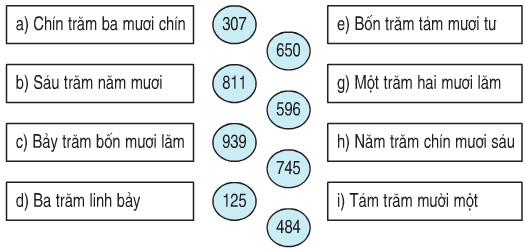 a) Chín trăm ba mươi chín
307
e) Bốn trăm tám mươi tư
650
b) Sáu trăm năm mươi
811
g) Một trăm hai mươi lăm
596
c) Bảy trăm bốn mươi lăm
939
h) Năm trăm chín mươi sáu
745
d) Ba trăm linh bảy
125
i) Tám trăm mười một
484